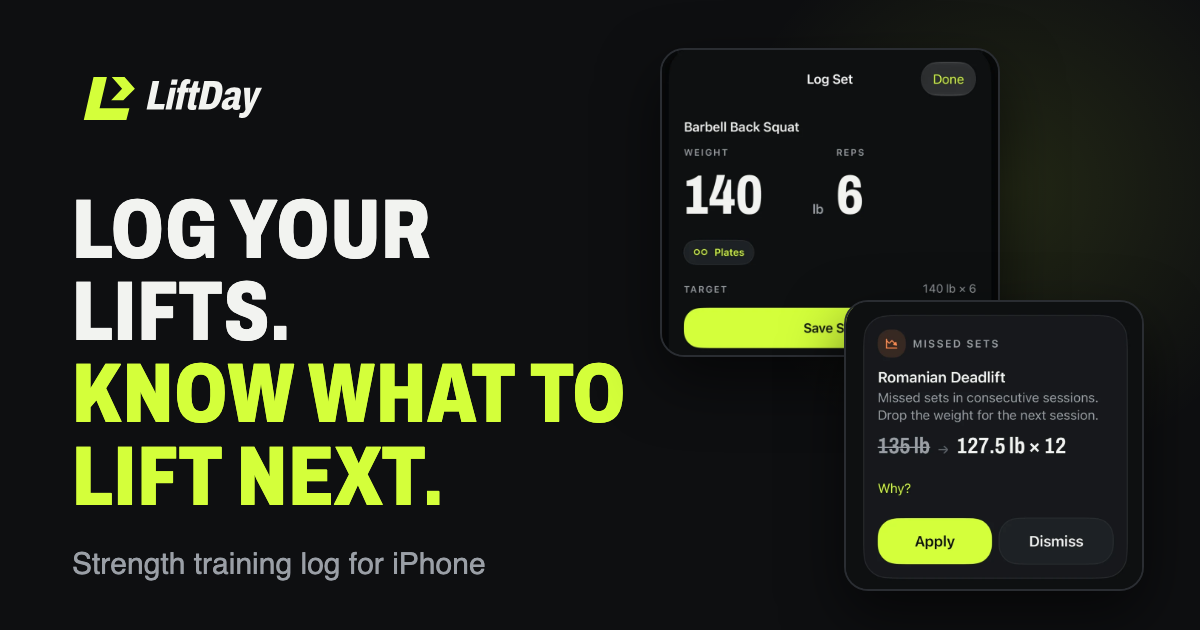 LiftDay
LOG YOUR
LIFTS.
KNOW WHAT TO
LIFT NEXT.
Strength training log for iPhone
Log Set
Done
Barbell Back Squat
WEIGHT
REPS
140 lb
6
Plates
TARGET
140 lb × 6
Save S
MISSED SETS
Romanian Deadlift
Missed sets in consecutive sessions.
Drop the weight for the next session.
135 lb → 127.5 lb × 12
Why?
Apply
Dismiss